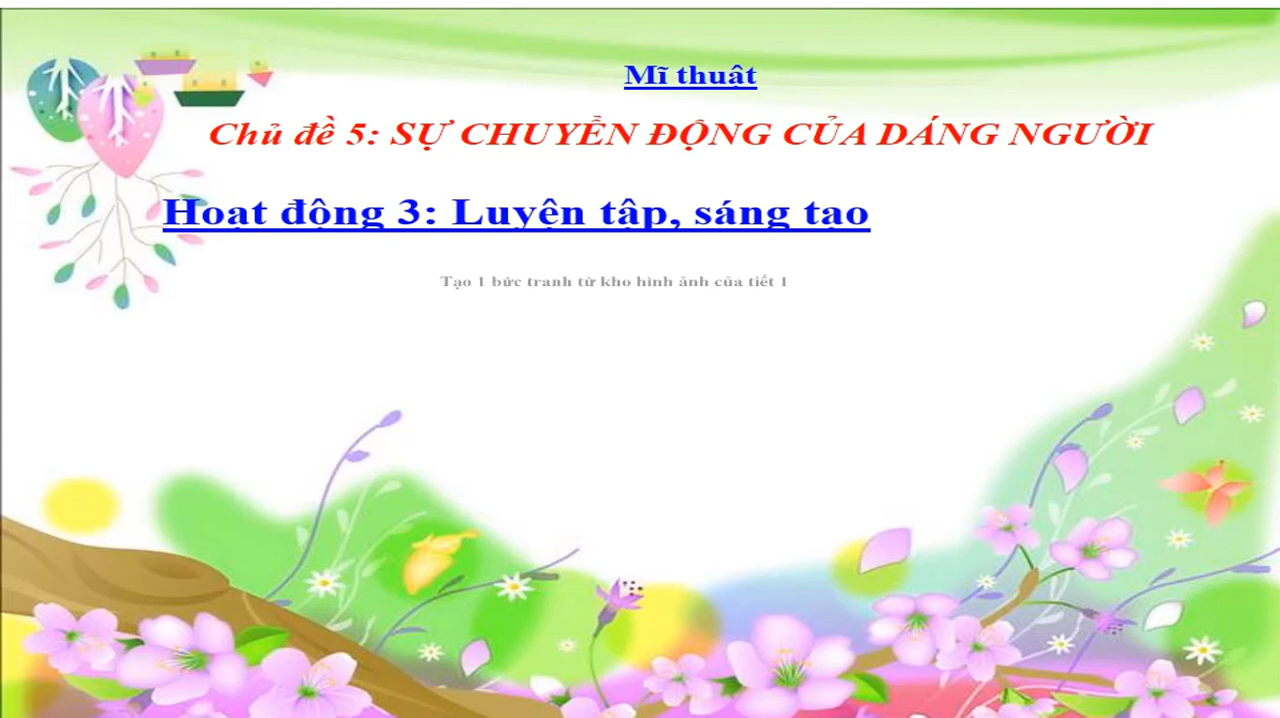 Mĩ thuật
Chủ đề 5: SỰ CHUYỂN ĐỘNG CỦA DÁNG NGƯỜI
Hoạt động 3: Luyện tập, sáng tạo
Tạo 1 bức tranh từ kho hình ảnh của tiết 1